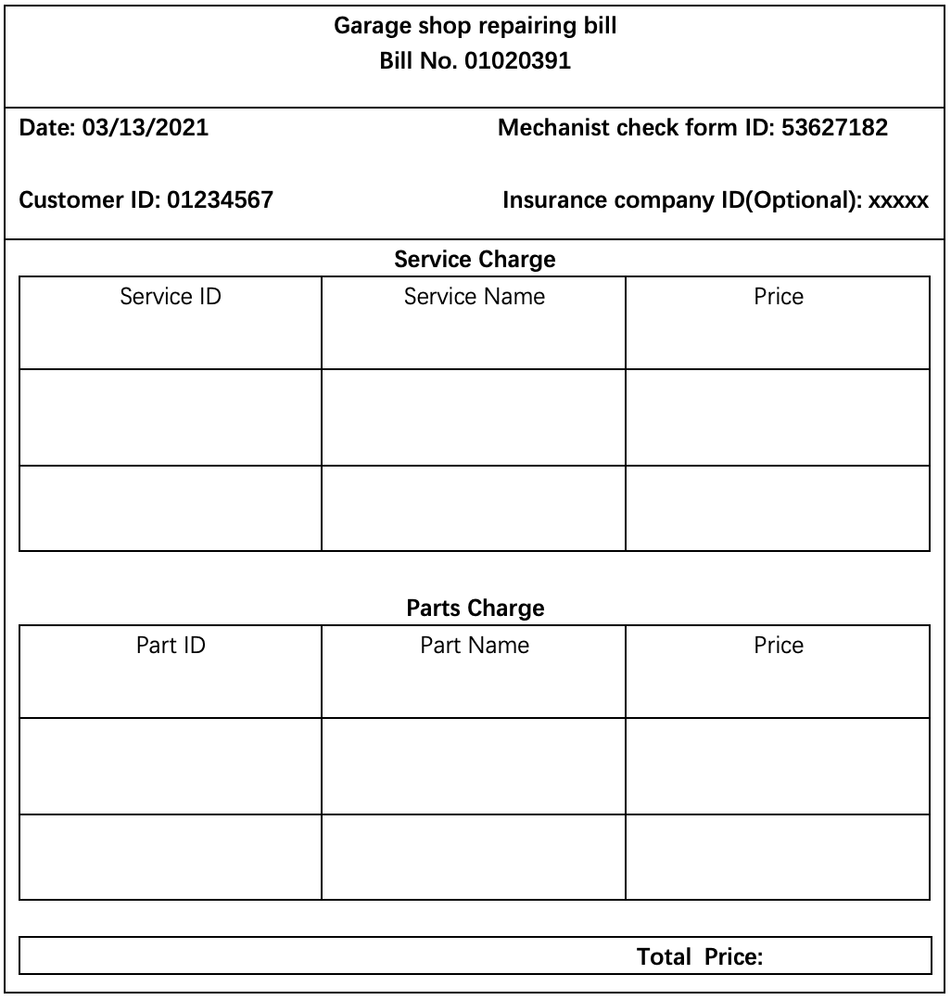 Garage shop repairing bill
Bill No. 01020391
Date: 03/13/2021 Mechanist check form ID: 53627182
Customer ID: 01234567 Insurance company ID(Optional): xxxxx
Service Charge
Service ID Service Name Price
Parts Charge
Part ID Part Name Price
Total Price: